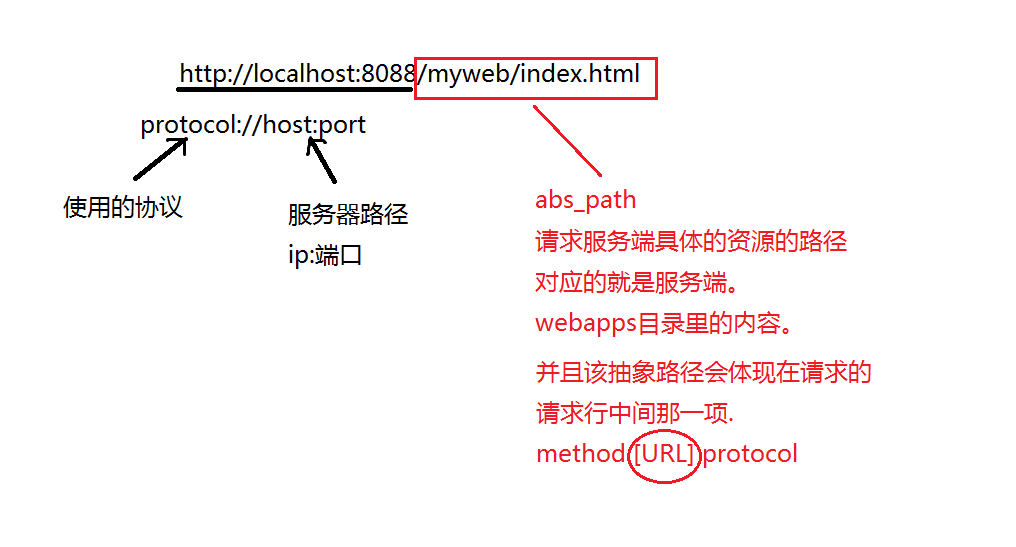 http://localhost:8088/myweb/index.html
protocol://host:port
使用的协议
服务器路径
ip:端口
abs_path
请求服务端具体的资源的路径
对应的就是服务端。
webapps目录里的内容。
并且该抽象路径会体现在请求的
请求行中间那一项.
method [URL] protocol